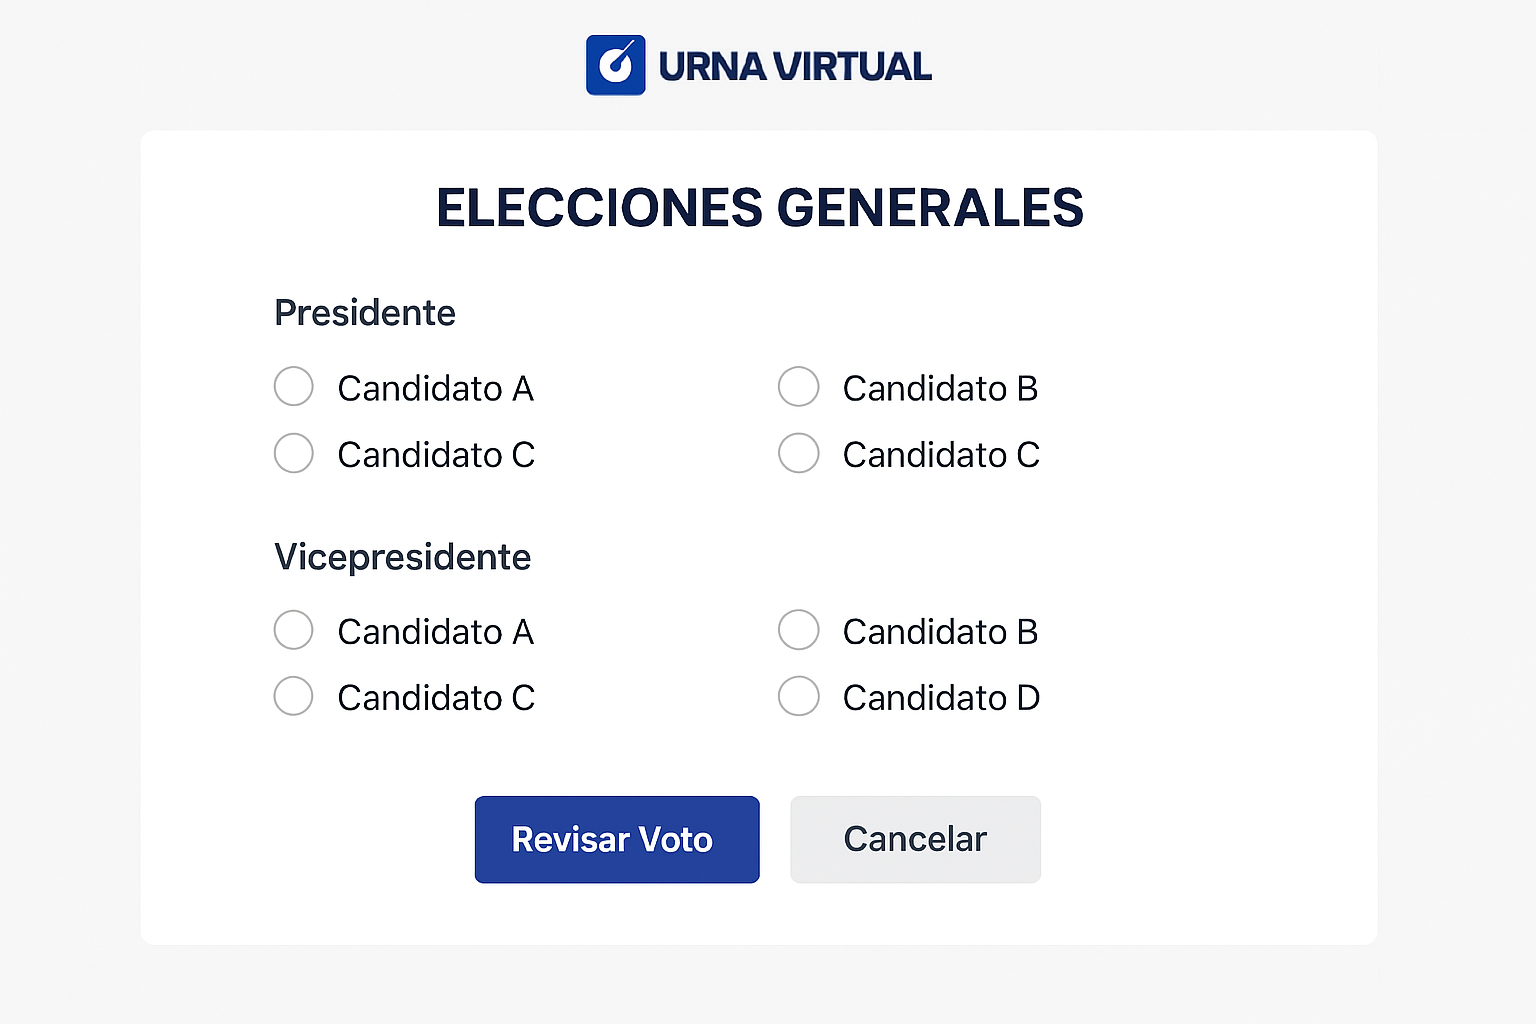 URNA VIRTUAL
ELECCIONES GENERALES
Presidente
Candidato A
Candidato B
Candidato C
Candidato C
Vicepresidente
Candidato A
Candidato B
Candidato C
Candidato D
Revisar Voto
Cancelar